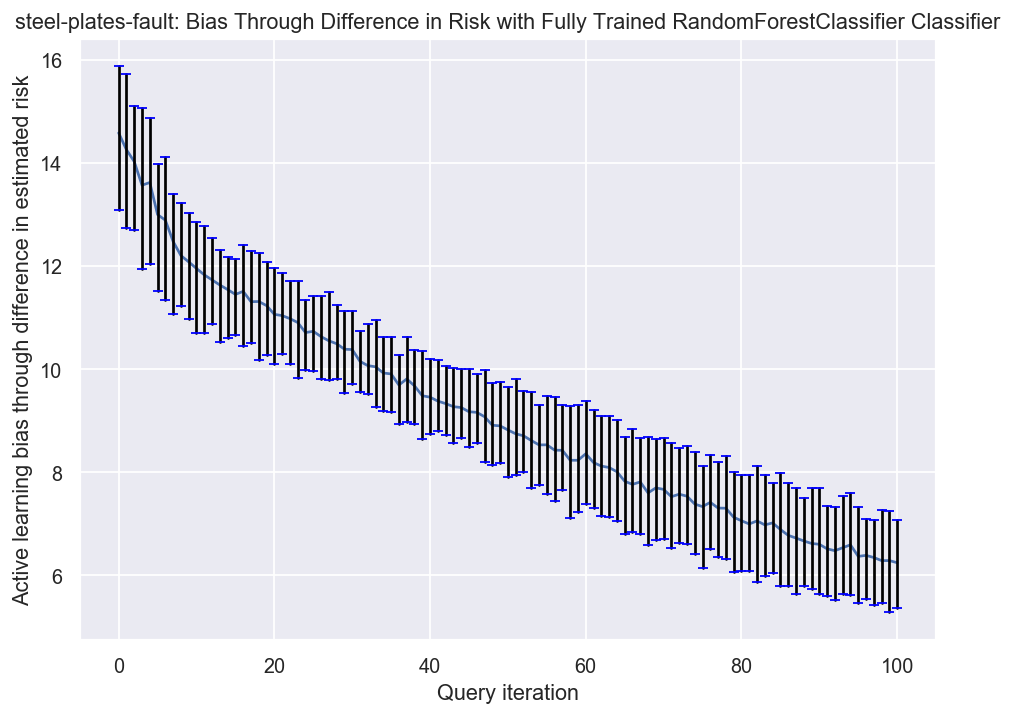 steel-plates-fault: Bias Through Difference in Risk with Fully Trained RandomForestClassifier Classifier
Active learning bias through difference in estimated risk
16
14
12
10
8
6
0 20 40 60 80 100
Query iteration